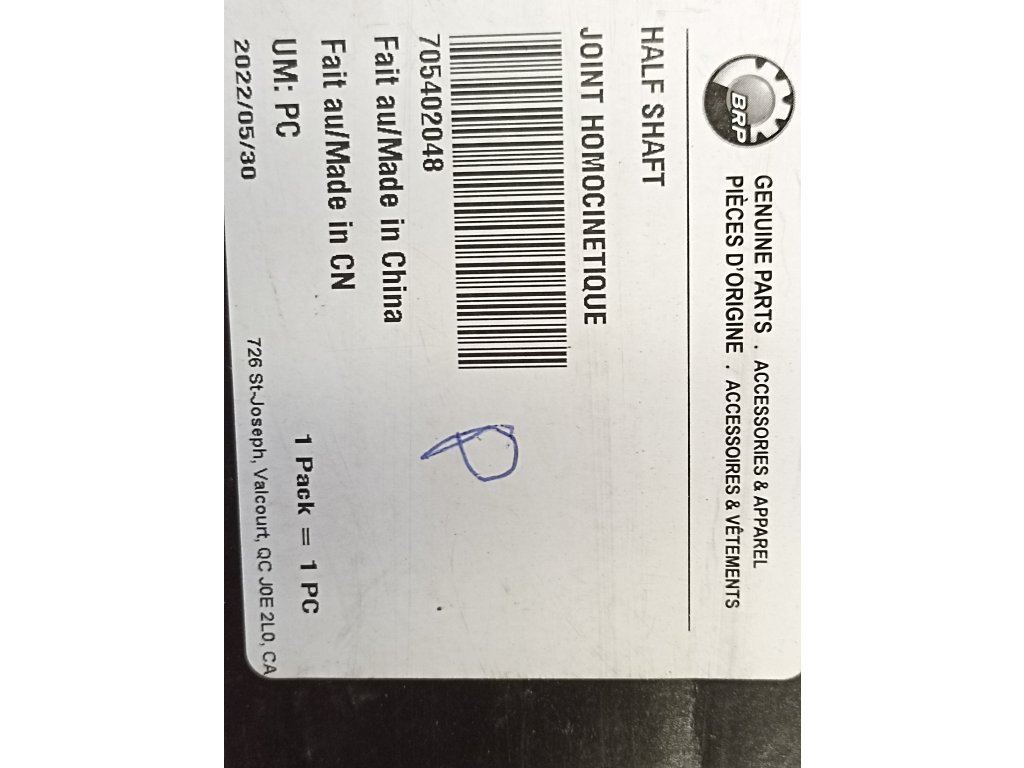 BRP
GENUINE PARTS . ACCESSORIES & APPAREL
PIÈCES D'ORIGINE . ACCESSOIRES & VÊTEMENTS
HALF SHAFT
JOINT HOMOCINETIQUE
705402048
Fait au/Made in China
Fait au/Made in CN
UM: PC
1 Pack = 1 PC
2022/05/30
726 St-Joseph, Valcourt, QC J0E 2L0, CA